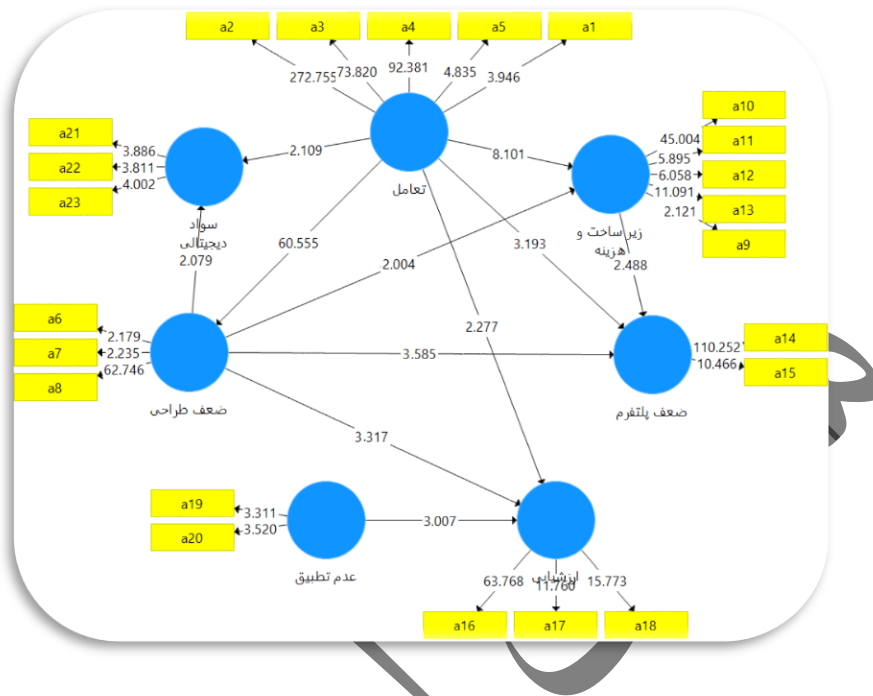 a2 a3 a4 a5 a1
272.755 73.820 92.381 4.835 3.946
a10
a21 45.004 a11
3.886 2.109 8.101 5.895
a22 3.811 6.058 a12
4.002 11.091
a23 تعامل 2.121 a13
سواد زیر ساخت و a9
دیجیتالی هزینه
2.079 60.555 2.004 3.193 2.488
a6
2.179 2.277 a14
a7 2.235 3.585 110.252
62.746 10.466 a15
a8
ضعف طراحی ضعف پلتفرم
3.317
a19 3.311
3.520 3.007
a20
عدم تطبیق ارزشیابی
63.768 11.760 15.773
a16 a17 a18